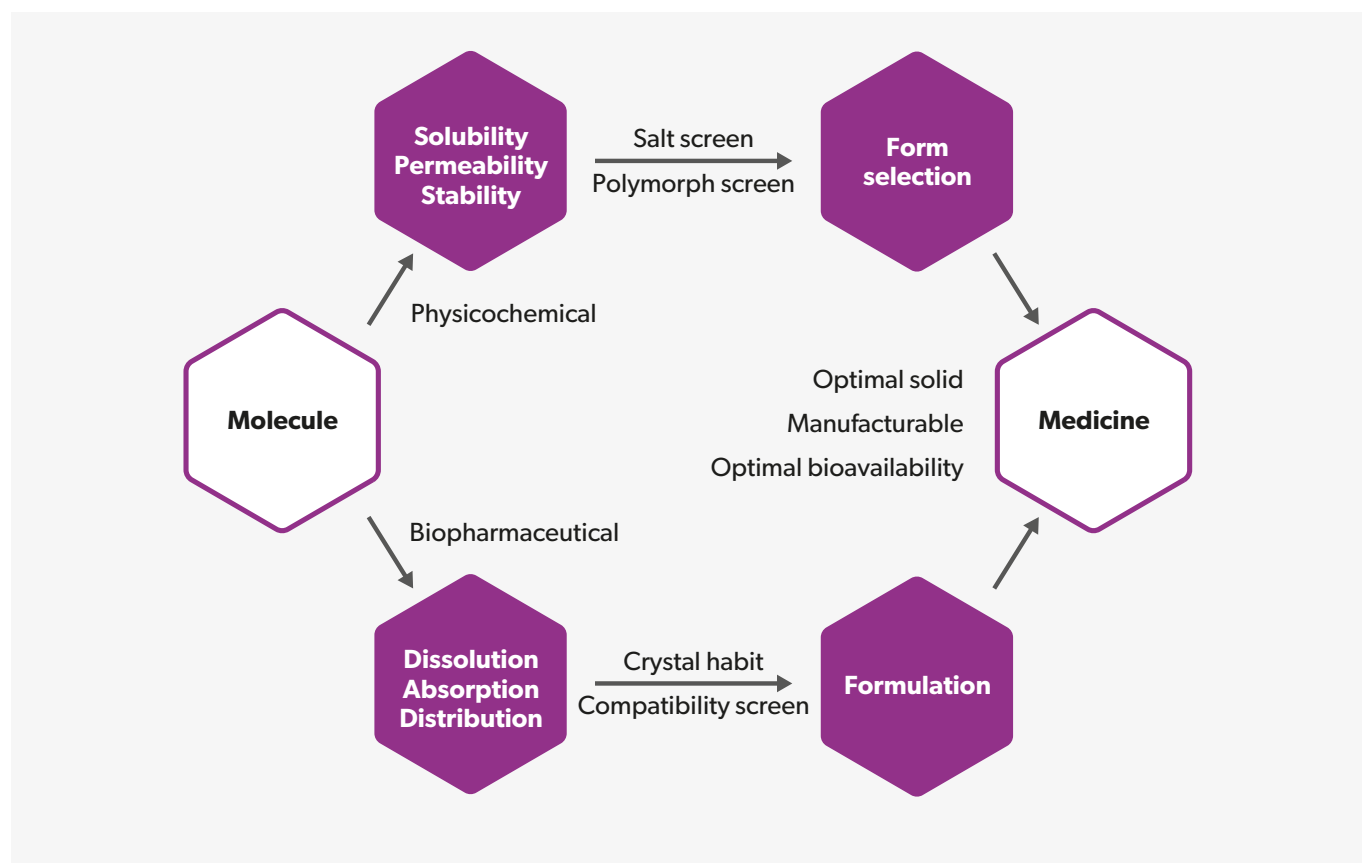 Solubility
Permeability
Stability
Salt screen
Polymorph screen
Form
selection
Physicochemical
Molecule
Optimal solid
Manufacturable
Optimal bioavailability
Medicine
Biopharmaceutical
Dissolution
Absorption
Distribution
Crystal habit
Compatibility screen
Formulation